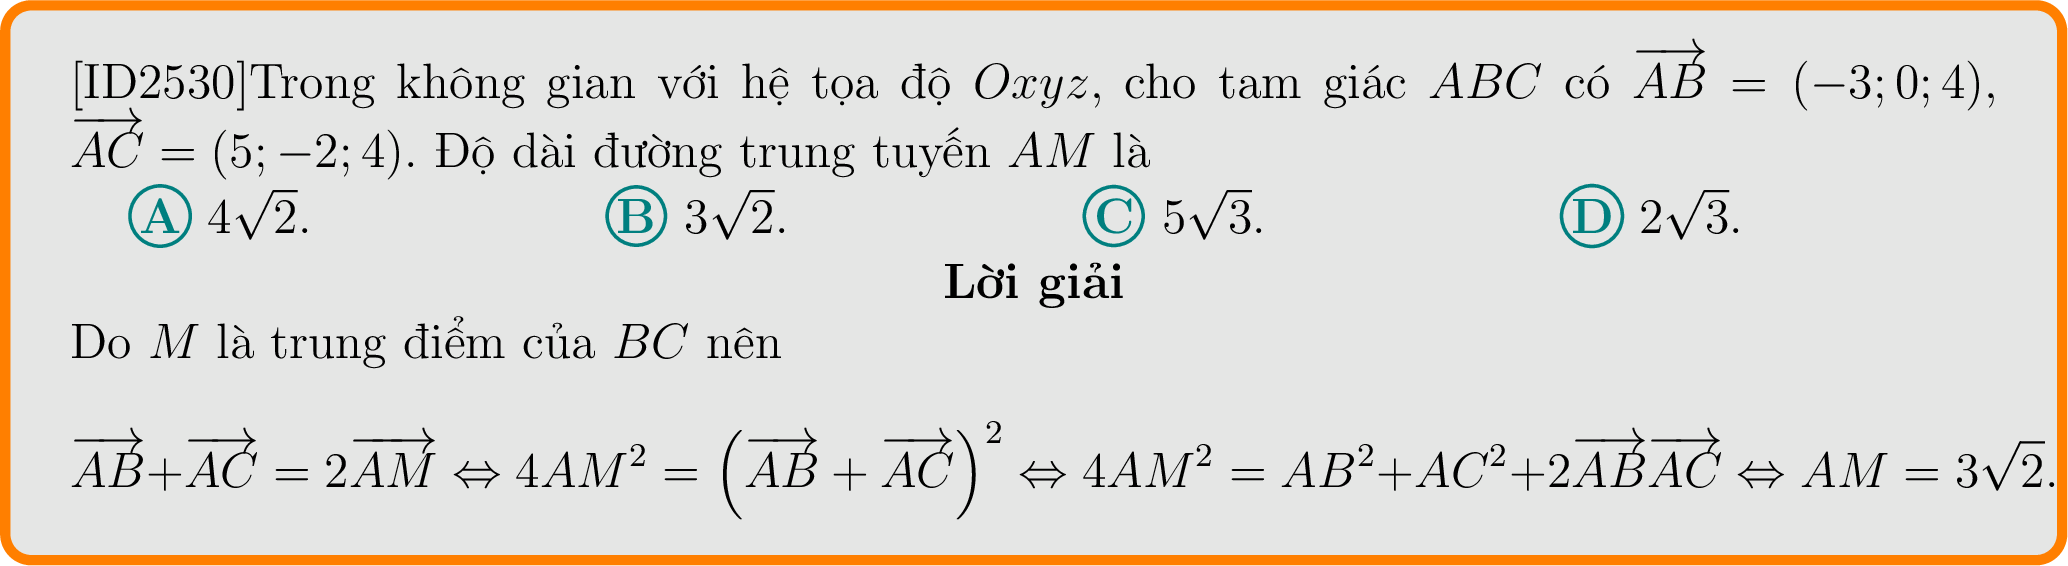 [ID2530]Trong không gian với hệ tọa độ $Oxyz$, cho tam giác $ABC$ có $\overrightarrow{AB} = (-3; 0; 4)$,
$\overrightarrow{AC} = (5; -2; 4)$. Độ dài đường trung tuyến $AM$ là
A $4\sqrt{2}$. B $3\sqrt{2}$. C $5\sqrt{3}$. D $2\sqrt{3}$.
Lời giải
Do $M$ là trung điểm của $BC$ nên
$\overrightarrow{AB}+\overrightarrow{AC} = 2\overrightarrow{AM} \Leftrightarrow 4AM^2 = \left(\overrightarrow{AB} + \overrightarrow{AC}\right)^2 \Leftrightarrow 4AM^2 = AB^2+AC^2+2\overrightarrow{AB}\overrightarrow{AC} \Leftrightarrow AM = 3\sqrt{2}.$